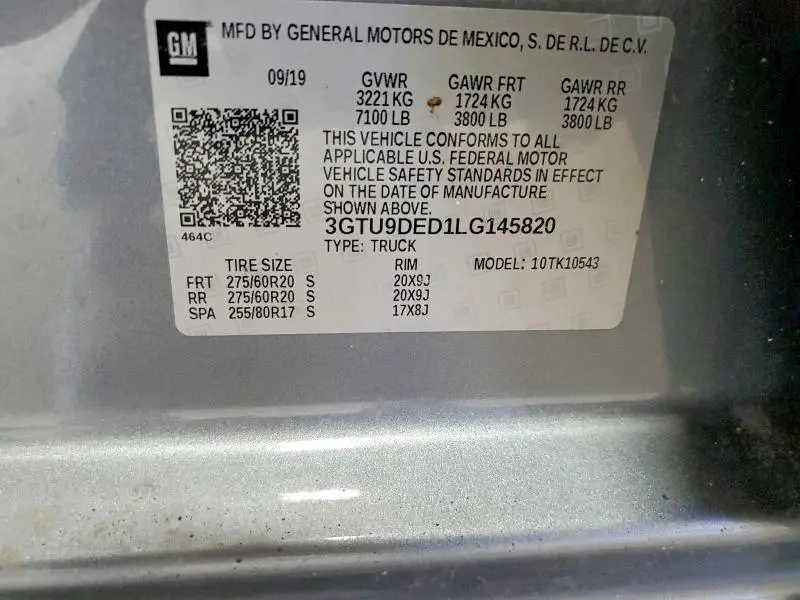 GM
MFD BY GENERAL MOTORS DE MEXICO, S. DE R.L. DE C.V.
09/19 GVWR GAWR FRT GAWR RR
3221 KG 1724 KG 1724 KG
7100 LB 3800 LB 3800 LB
THIS VEHICLE CONFORMS TO ALL
APPLICABLE U.S. FEDERAL MOTOR
VEHICLE SAFETY STANDARDS IN EFFECT
ON THE DATE OF MANUFACTURE
SHOWN ABOVE.
3GTU9DED1LG145820
464C
TYPE: TRUCK
TIRE SIZE RIM MODEL: 10TK10543
FRT 275/60R20 S 20X9J
RR 275/60R20 S 20X9J
SPA 255/80R17 S 17X8J